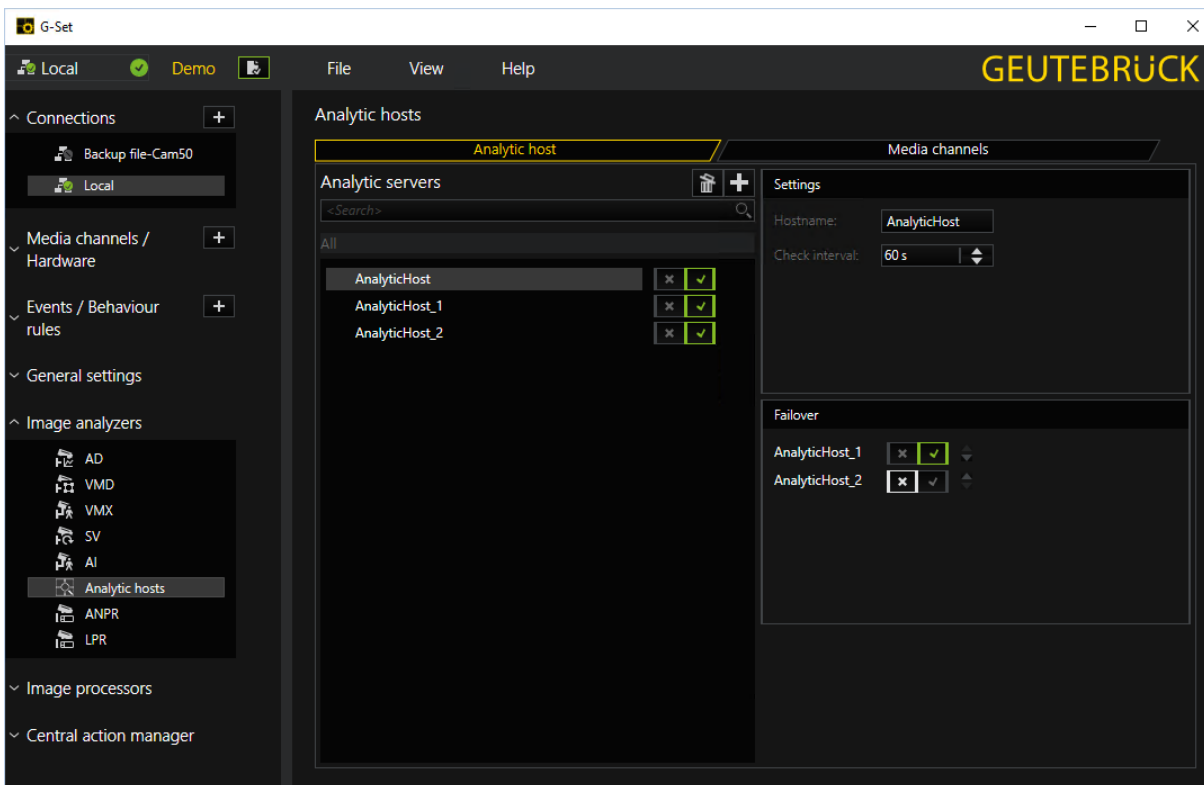 G-Set
Local Demo File View Help GEUTEBRÜCK
Connections
Backup file-Cam50
Local
Media channels /
Hardware
Events / Behaviour
rules
General settings
Image analyzers
AD
VMD
VMX
SV
AI
Analytic hosts
ANPR
LPR
Image processors
Central action manager
Analytic hosts
Analytic host Media channels
Analytic servers
<Search>
All
AnalyticHost
AnalyticHost_1
AnalyticHost_2
Settings
Hostname: AnalyticHost
Check interval: 60 s
Failover
AnalyticHost_1
AnalyticHost_2